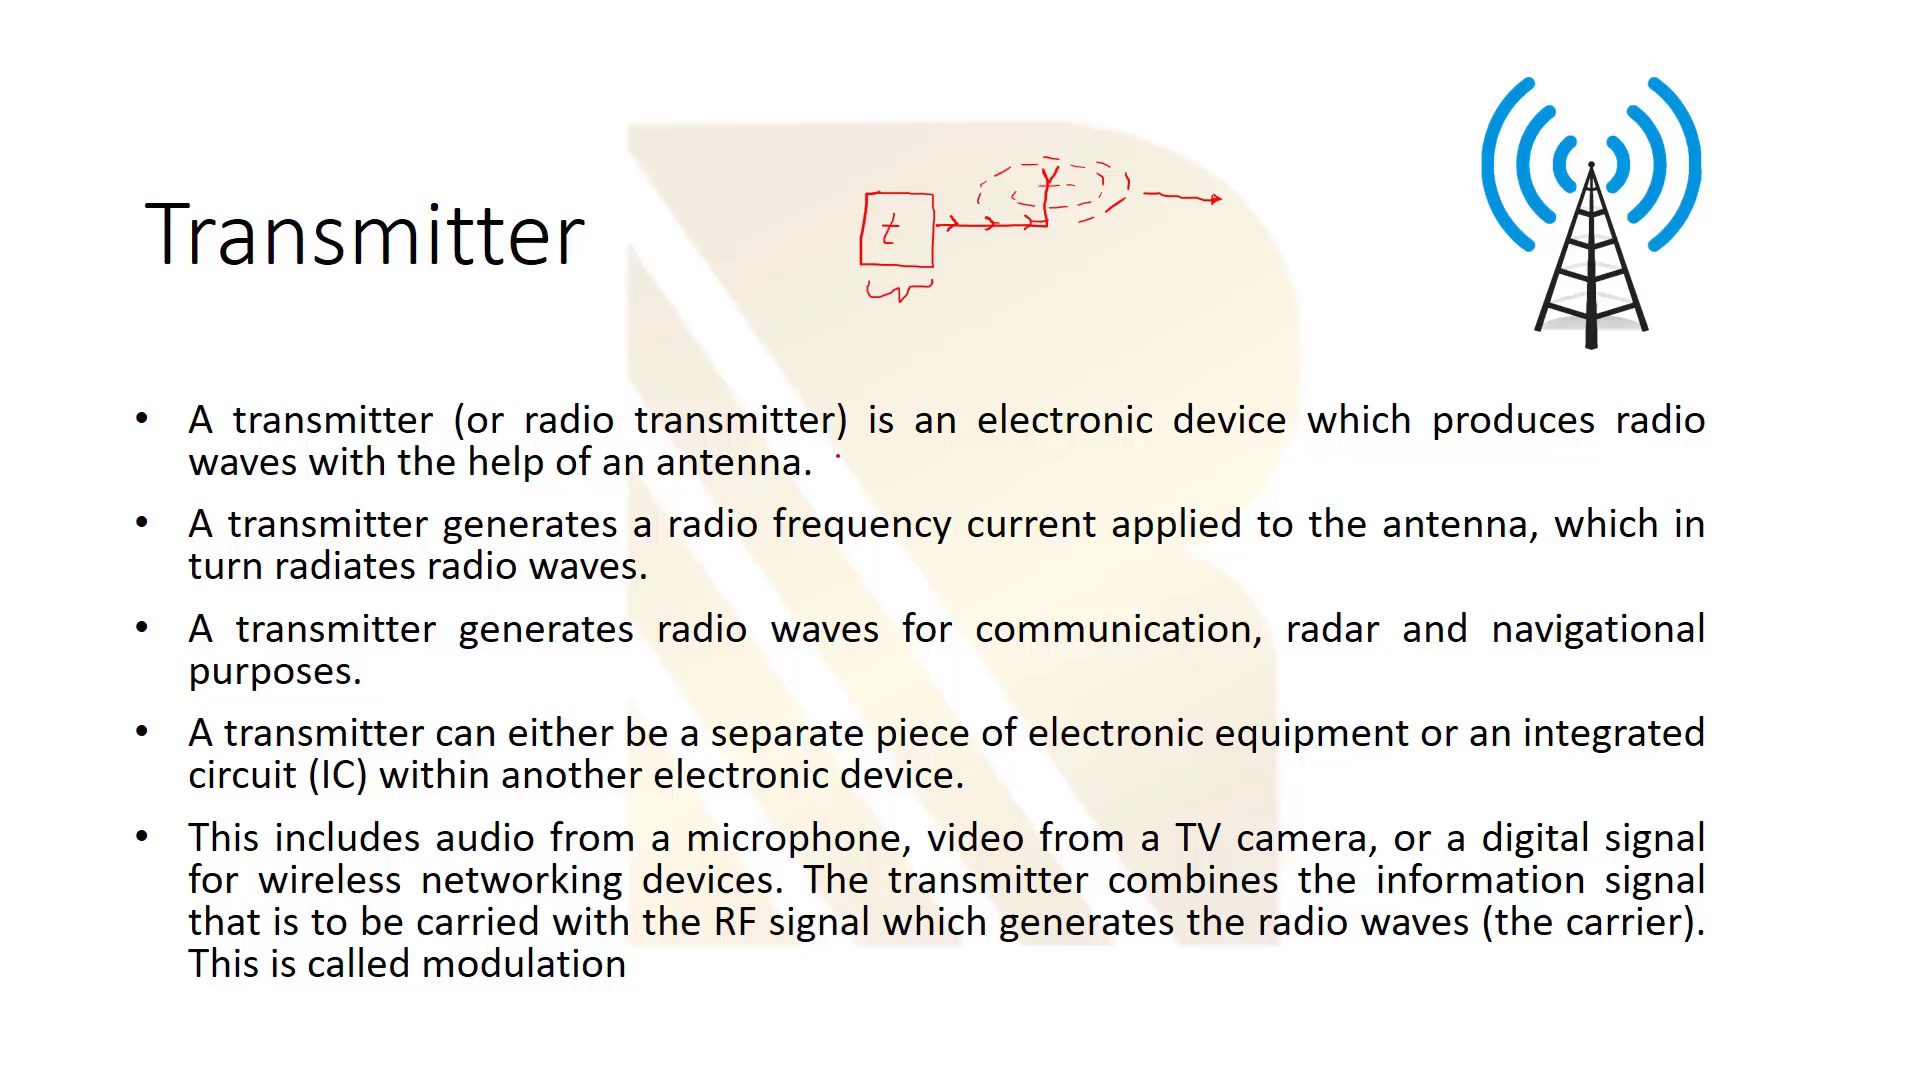 Transmitter
t
• A transmitter (or radio transmitter) is an electronic device which produces radio
waves with the help of an antenna.
• A transmitter generates a radio frequency current applied to the antenna, which in
turn radiates radio waves.
• A transmitter generates radio waves for communication, radar and navigational
purposes.
• A transmitter can either be a separate piece of electronic equipment or an integrated
circuit (IC) within another electronic device.
• This includes audio from a microphone, video from a TV camera, or a digital signal
for wireless networking devices. The transmitter combines the information signal
that is to be carried with the RF signal which generates the radio waves (the carrier).
This is called modulation